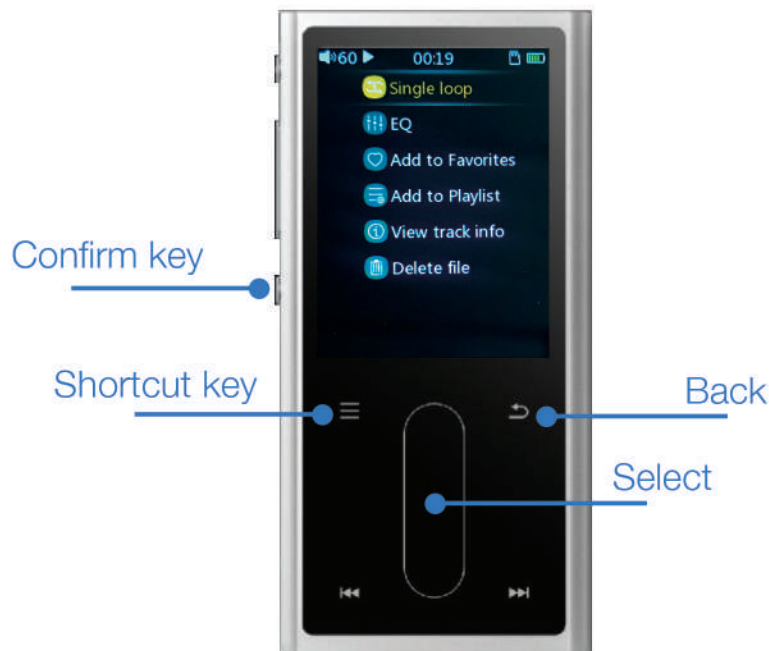 60 00:19
Single loop
EQ
Add to Favorites
Add to Playlist
View track info
Delete file
Confirm key
Shortcut key
Back
Select